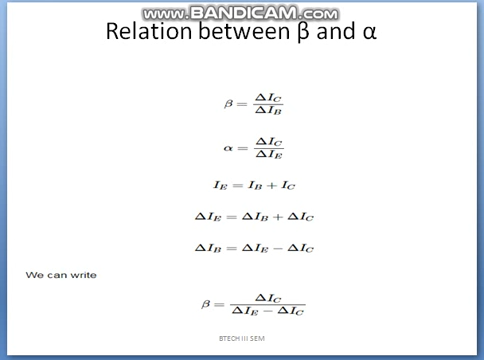 www.BANDICAM.com
Relation between β and α
β = ΔI_C / ΔI_B
α = ΔI_C / ΔI_E
I_E = I_B + I_C
ΔI_E = ΔI_B + ΔI_C
ΔI_B = ΔI_E − ΔI_C
We can write
β = ΔI_C / (ΔI_E − ΔI_C)
BTECH III SEM